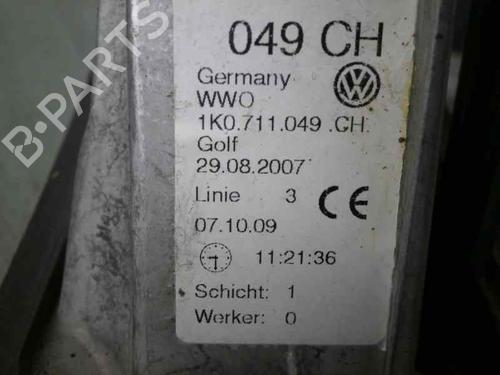 049 CH
Germany
WWO
1K0.711.049 .CH.
Golf
29.08.2007
Linie 3 CE
07.10.09
11:21:36
Schicht: 1
Werker: 0
B-PARTS